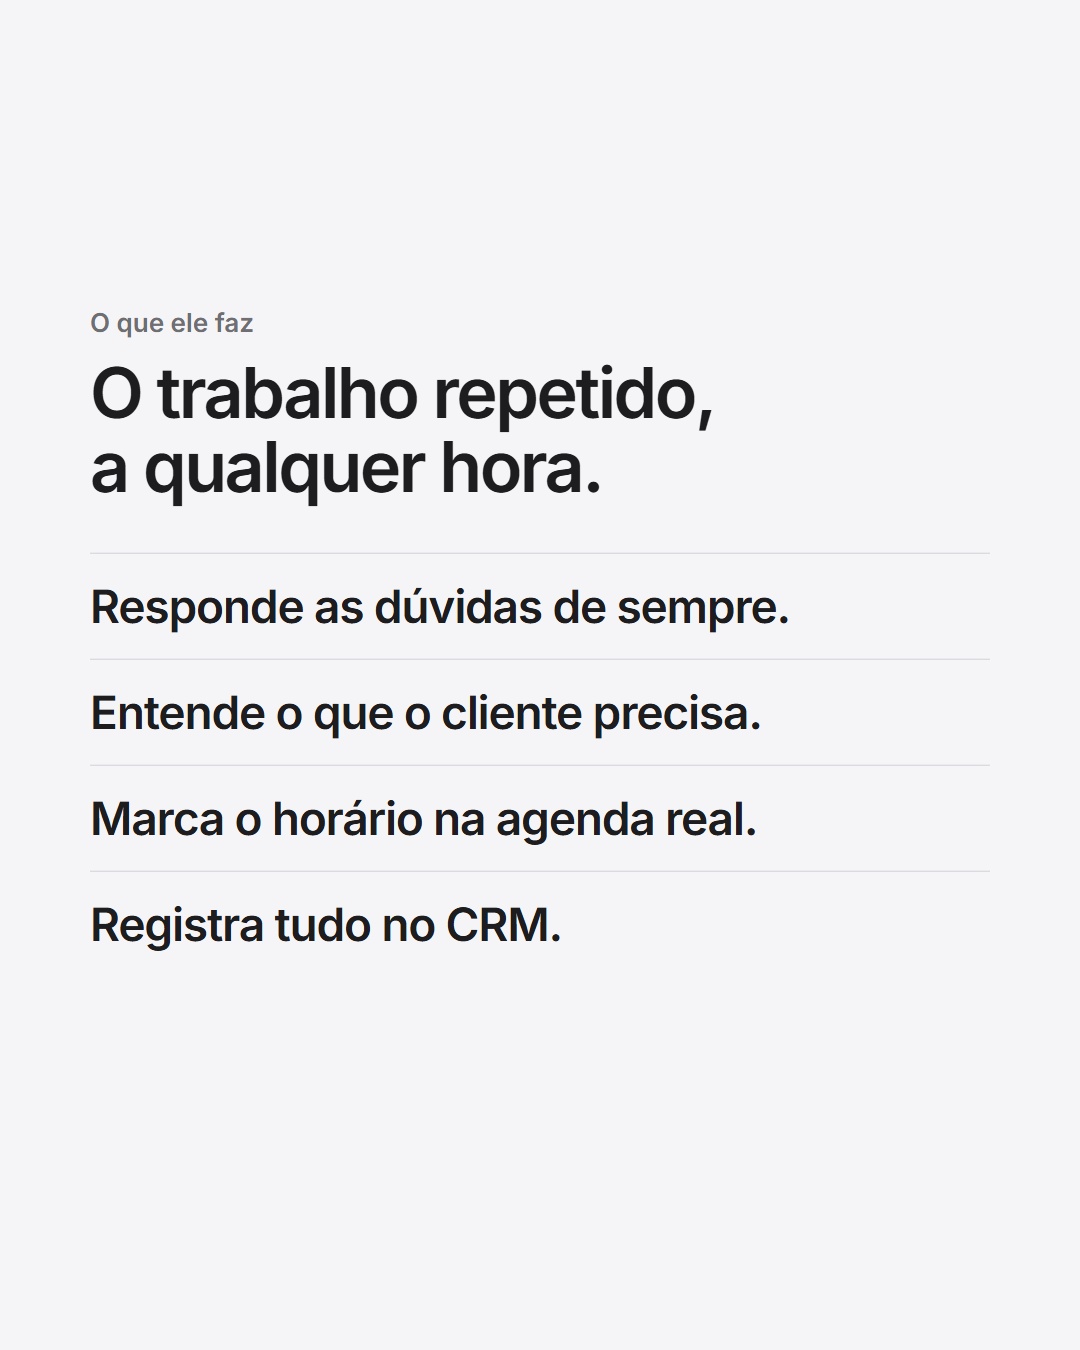 O que ele faz
O trabalho repetido,
a qualquer hora.
Responde as dúvidas de sempre.
Entende o que o cliente precisa.
Marca o horário na agenda real.
Registra tudo no CRM.